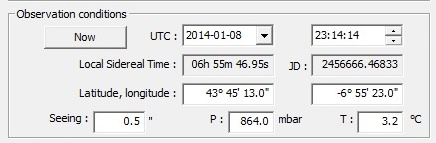 Observation conditions
Now UTC : 2014-01-08 23:14:14
Local Sidereal Time : 06h 55m 46.95s JD : 2456666.46833
Latitude, longitude : 43° 45' 13.0" -6° 55' 23.0"
Seeing : 0.5 " P : 864.0 mbar T : 3.2 °C